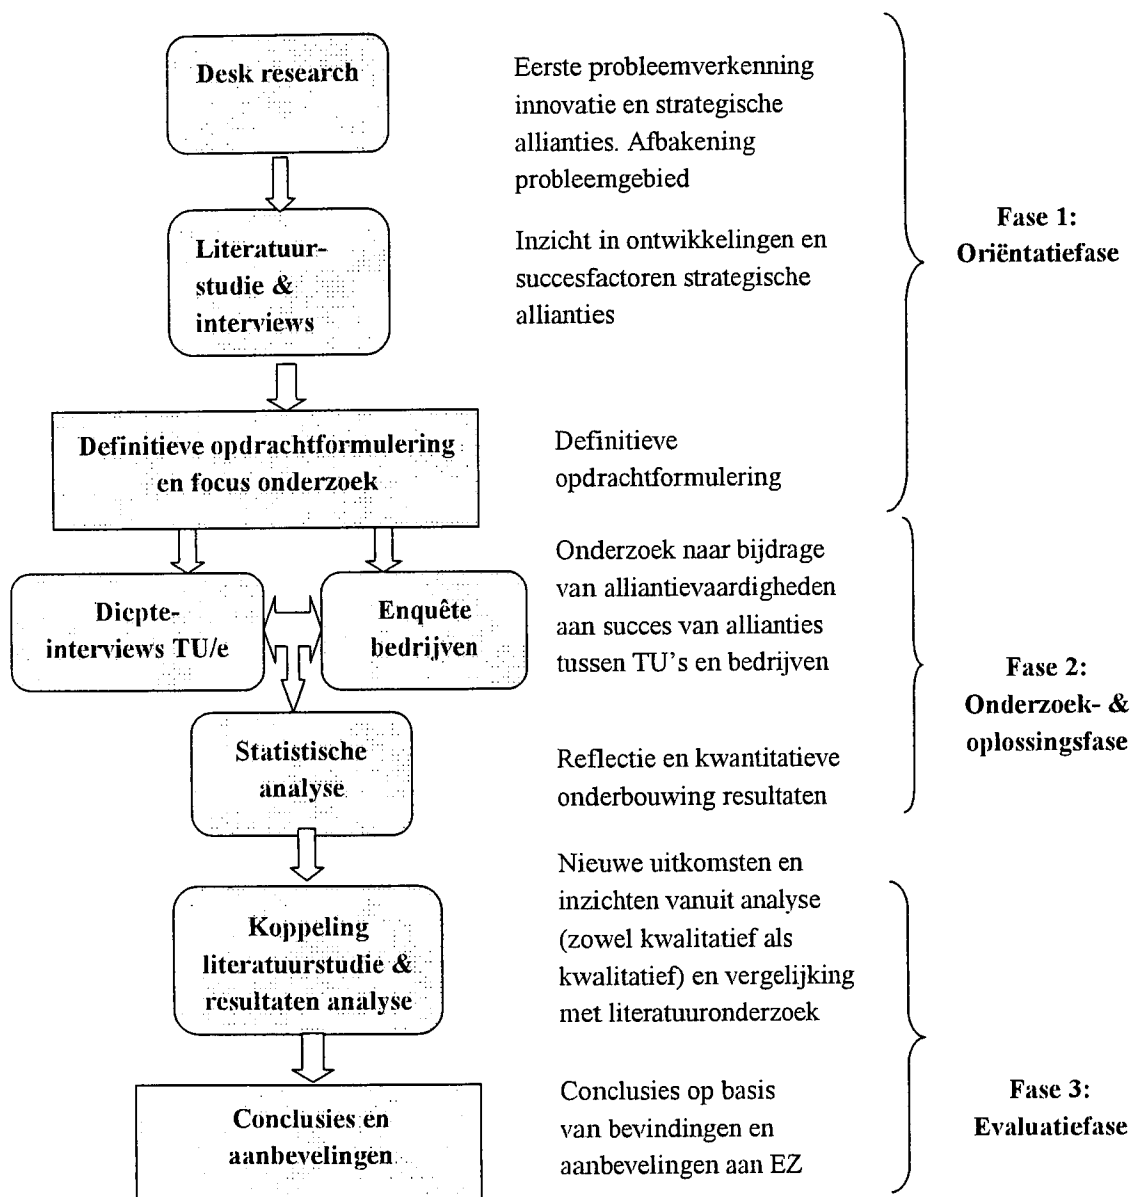 Desk research
Eerste probleemverkenning
innovatie en strategische
allianties. Afbakening
probleemgebied
Literatuur-
studie &
interviews
Inzicht in ontwikkelingen en
succesfactoren strategische
allianties
Fase 1:
Oriëntatiefase
Definitieve opdrachtformulering
en focus onderzoek
Definitieve
opdrachtformulering
Diepte-
interviews TU/e
Enquête
bedrijven
Onderzoek naar bijdrage
van alliantievaardigheden
aan succes van allianties
tussen TU's en bedrijven
Statistische
analyse
Reflectie en kwantitatieve
onderbouwing resultaten
Fase 2:
Onderzoek- &
oplossingsfase
Koppeling
literatuurstudie &
resultaten analyse
Nieuwe uitkomsten en
inzichten vanuit analyse
(zowel kwalitatief als
kwalitatief) en vergelijking
met literatuuronderzoek
Conclusies en
aanbevelingen
Conclusies op basis
van bevindingen en
aanbevelingen aan EZ
Fase 3:
Evaluatiefase